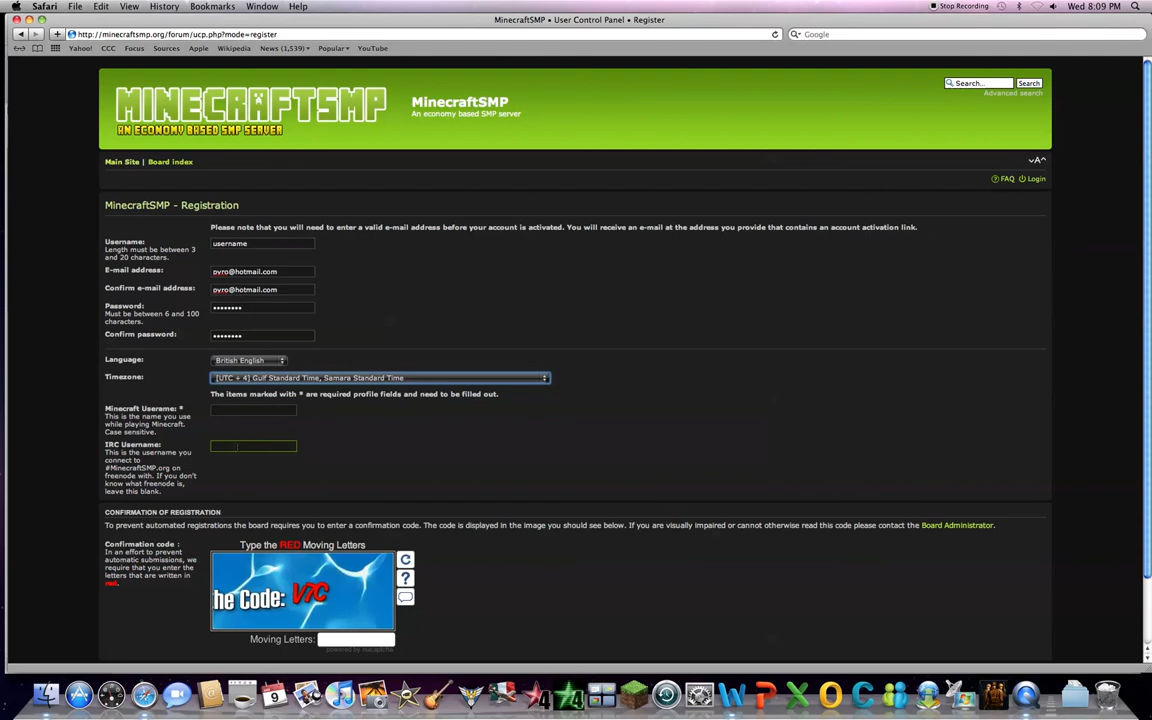 Safari File Edit View History Bookmarks Window Help Stop Recording Wed 8:09 PM
MinecraftSMP • User Control Panel • Register
http://minecraftsmp.org/forum/ucp.php?mode=register Google
Yahoo! CCC Focus Sources Apple Wikipedia News (1,539) Popular YouTube
MINECRAFTSMP
AN ECONOMY BASED SMP SERVER
MinecraftSMP
An economy based SMP server
Search... Search
Advanced search
Main Site | Board index
FAQ Login
MinecraftSMP - Registration
Please note that you will need to enter a valid e-mail address before your account is activated. You will receive an e-mail at the address you provide that contains an account activation link.
Username:
Length must be between 3
and 20 characters.
username
E-mail address:
pyro@hotmail.com
Confirm e-mail address:
pyro@hotmail.com
Password:
Must be between 6 and 100
characters.
••••••••
Confirm password:
••••••••
Language:
British English
Timezone:
[UTC + 4] Gulf Standard Time, Samara Standard Time
The items marked with * are required profile fields and need to be filled out.
Minecraft Userame: *
This is the name you use
while playing Minecraft.
Case sensitive.
IRC Username:
This is the username you
connect to
#MinecraftSMP.org on
freenode with. If you don't
know what freenode is,
leave this blank.
CONFIRMATION OF REGISTRATION
To prevent automated registrations the board requires you to enter a confirmation code. The code is displayed in the image you should see below. If you are visually impaired or cannot otherwise read this code please contact the Board Administrator.
Confirmation code :
In an effort to prevent
automatic submissions, we
require that you enter the
letters that are written in
red.
Type the RED Moving Letters
he Code: V7C
Moving Letters:
powered by nucaptcha